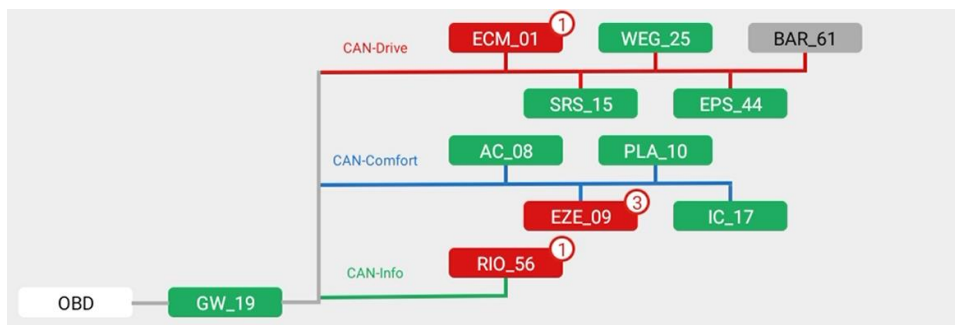 CAN-Drive
ECM_01
1
WEG_25
BAR_61
SRS_15
EPS_44
CAN-Comfort
AC_08
PLA_10
EZE_09
3
IC_17
CAN-Info
RIO_56
1
OBD
GW_19